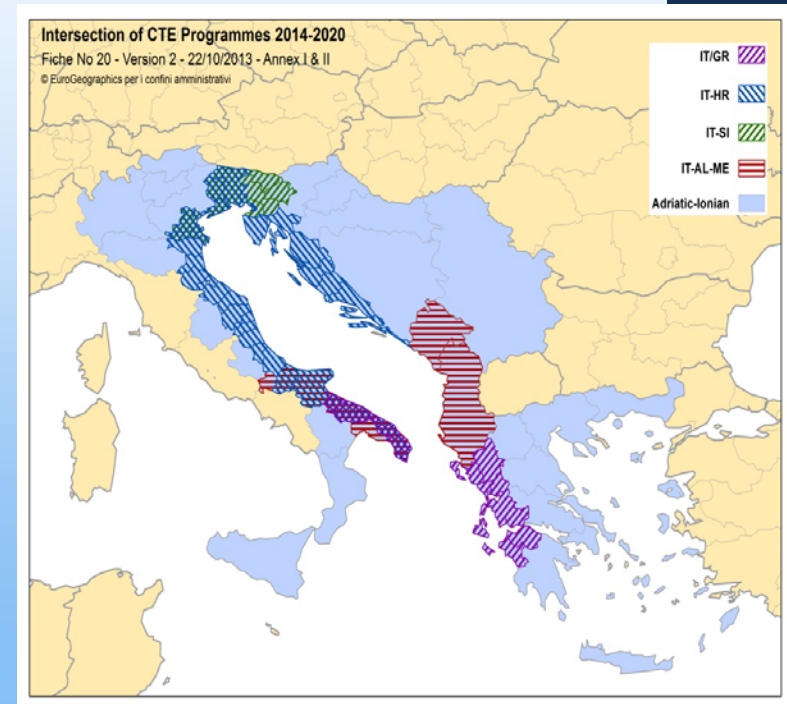 Intersection of CTE Programmes 2014-2020
Fiche No 20 - Version 2 - 22/10/2013 - Annex I & II
© EuroGeographics per i confini amministrativi
IT/GR
IT-HR
IT-SI
IT-AL-ME
Adriatic-Ionian